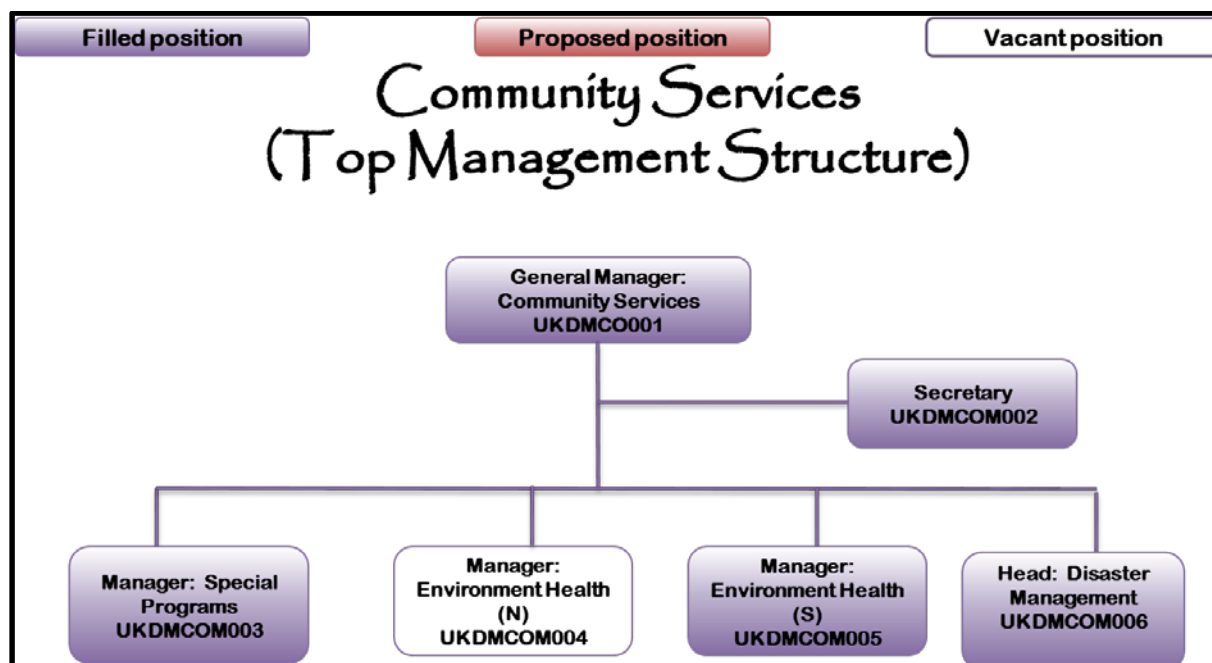 Filled position
Proposed position
Vacant position
Community Services
(Top Management Structure)
General Manager:
Community Services
UKDMCO001
Secretary
UKDMCOM002
Manager: Special
Programs
UKDMCOM003
Manager:
Environment Health
(N)
UKDMCOM004
Manager:
Environment Health
(S)
UKDMCOM005
Head: Disaster
Management
UKDMCOM006